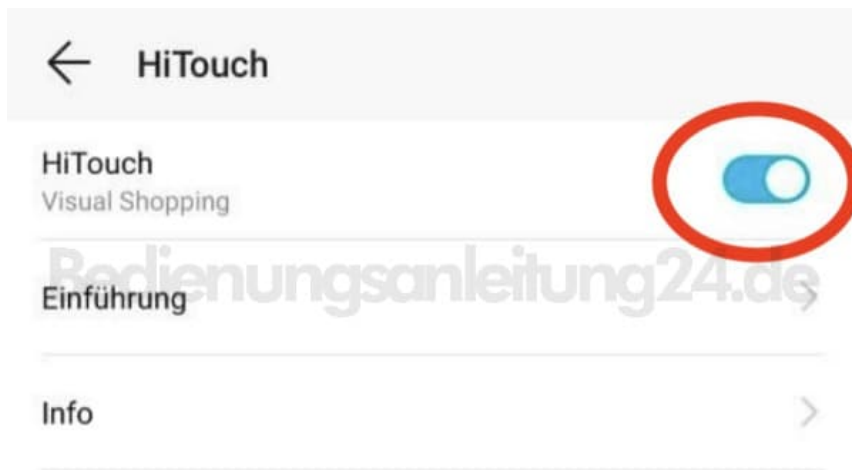 HiTouch
HiTouch
Visual Shopping
Bedienungsanleitung24.de
Einführung
Info